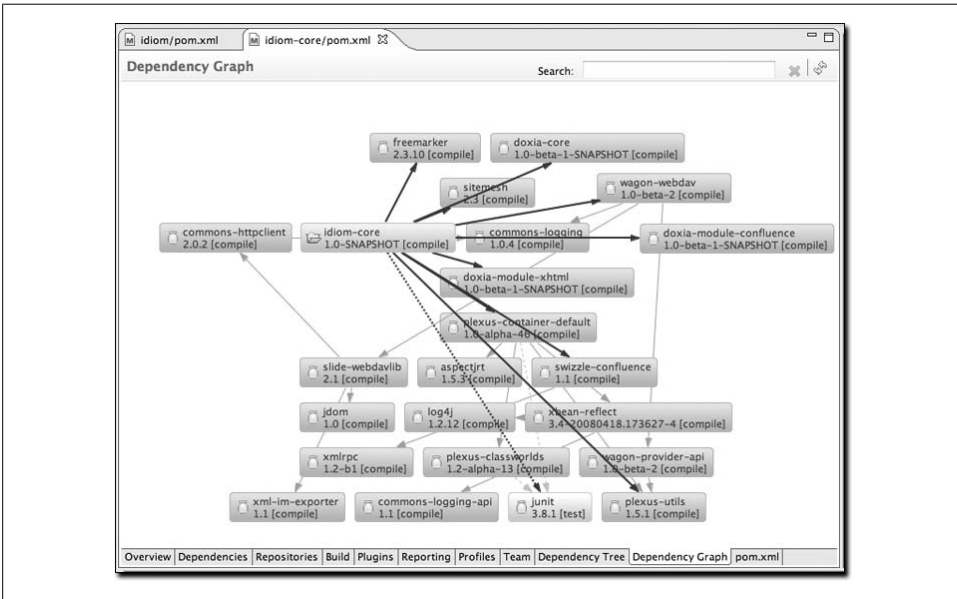 idiom/pom.xml
idiom-core/pom.xml
Dependency Graph
Search:
freemarker
2.3.10 [compile]
doxia-core
1.0-beta-1-SNAPSHOT [compile]
sitemesh
2.3 [compile]
wagon-webdav
1.0-beta-2 [compile]
commons-httpclient
2.0.2 [compile]
idiom-core
1.0-SNAPSHOT [compile]
commons-logging
1.0.4 [compile]
doxia-module-confluence
1.0-beta-1-SNAPSHOT [compile]
doxia-module-xhtml
1.0-beta-1-SNAPSHOT [compile]
plexus-container-default
1.0-alpha-46 [compile]
slide-webdavlib
2.1 [compile]
aspectjrt
1.5.3 [compile]
swizzle-confluence
1.1 [compile]
jdom
1.0 [compile]
log4j
1.2.12 [compile]
xbean-reflect
3.4-20080418.173627-4 [compile]
xmlrpc
1.2-b1 [compile]
plexus-classworlds
1.2-alpha-13 [compile]
wagon-provider-api
1.0-beta-2 [compile]
xml-im-exporter
1.1 [compile]
commons-logging-api
1.1 [compile]
junit
3.8.1 [test]
plexus-utils
1.5.1 [compile]
Overview Dependencies Repositories Build Plugins Reporting Profiles Team Dependency Tree Dependency Graph pom.xml